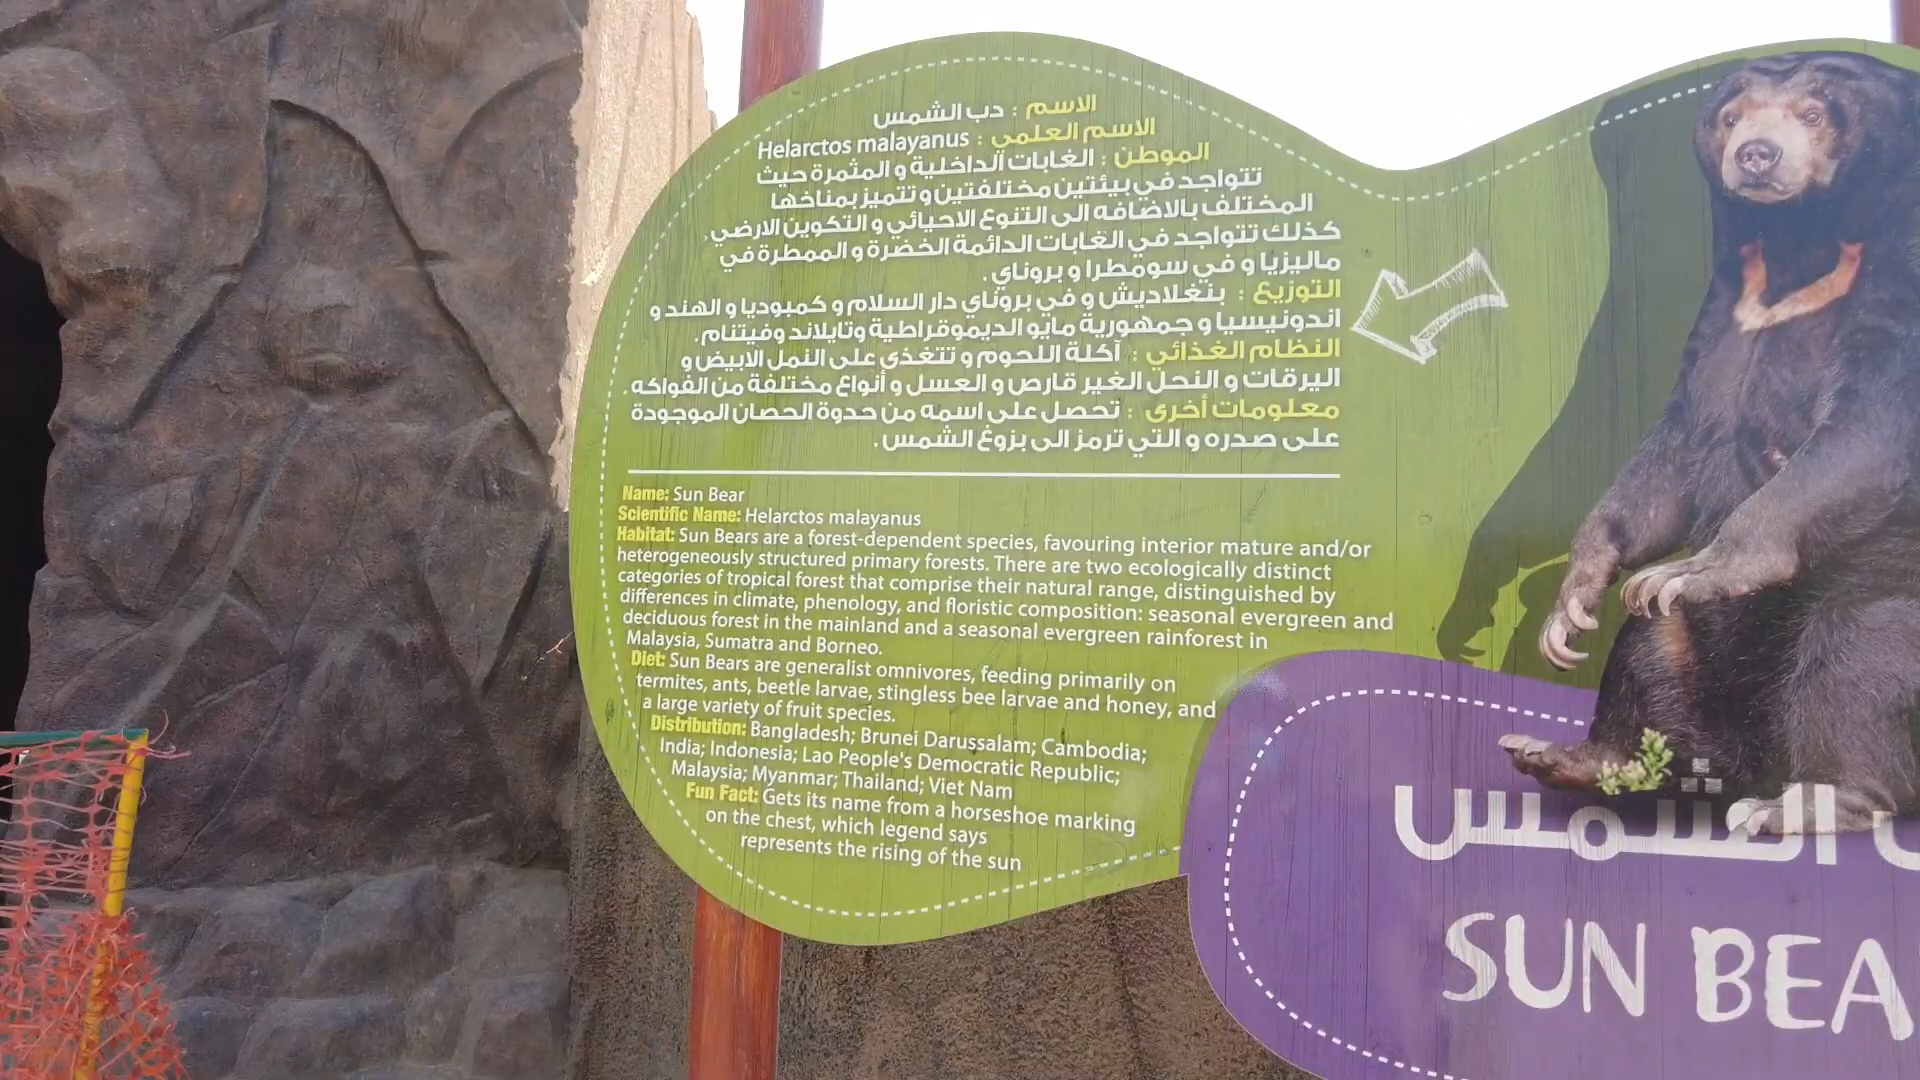 الاسم : دب الشمس
الاسم العلمي : Helarctos malayanus
الموطن : الغابات الداخلية و المثمرة حيث
تتواجد في بيئتين مختلفتين و تتميز بمناخها
المختلف بالاضافه الى التنوع الاحيائي و التكوين الارضي،
كذلك تتواجد في الغابات الدائمة الخضرة و الممطرة في
ماليزيا و في سومطرا و بروناي .
التوزيع : بنغلاديش و في بروناي دار السلام و كمبوديا و الهند و
اندونيسيا و جمهورية مايو الديموقراطية وتايلاند وفيتنام.
النظام الغذائي : آكلة اللحوم و تتغذى على النمل الابيض و
اليرقات و النحل الغير قارص و العسل و أنواع مختلفة من الفواكه .
معلومات أخرى : تحصل على اسمه من حدوة الحصان الموجودة
على صدره و التي ترمز الى بزوغ الشمس .
Name: Sun Bear
Scientific Name: Helarctos malayanus
Habitat: Sun Bears are a forest-dependent species, favouring interior mature and/or
heterogeneously structured primary forests. There are two ecologically distinct
categories of tropical forest that comprise their natural range, distinguished by
differences in climate, phenology, and floristic composition: seasonal evergreen and
deciduous forest in the mainland and a seasonal evergreen rainforest in
Malaysia, Sumatra and Borneo.
Diet: Sun Bears are generalist omnivores, feeding primarily on
termites, ants, beetle larvae, stingless bee larvae and honey, and
a large variety of fruit species.
Distribution: Bangladesh; Brunei Darussalam; Cambodia;
India; Indonesia; Lao People's Democratic Republic;
Malaysia; Myanmar; Thailand; Viet Nam
Fun Fact: Gets its name from a horseshoe marking
on the chest, which legend says
represents the rising of the sun
الشمس
SUN BEA